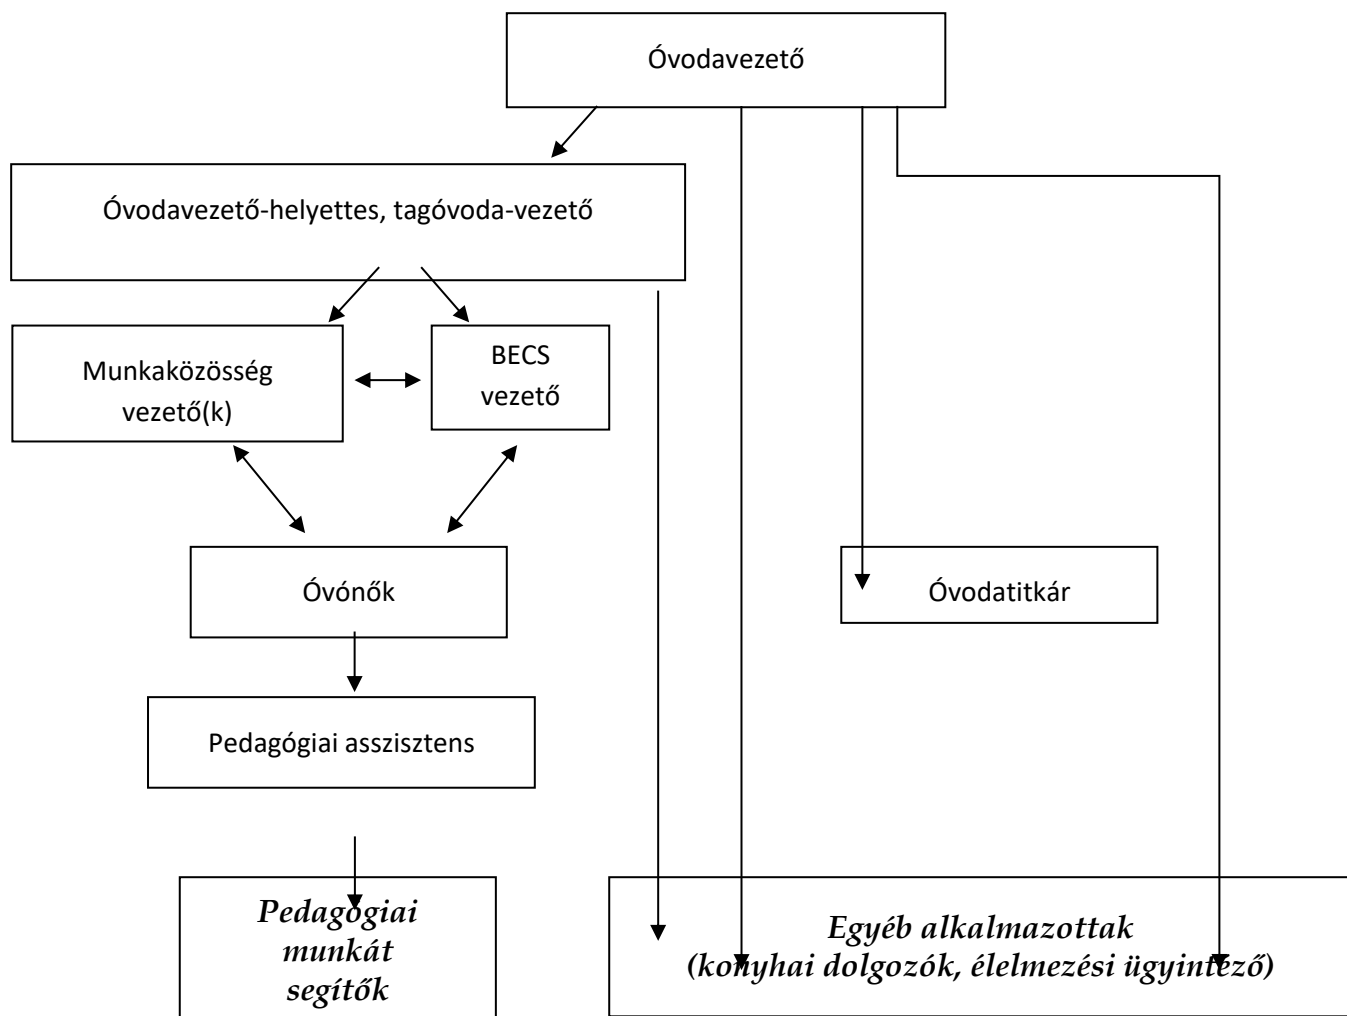 Óvodavezető
Óvodavezető-helyettes, tagóvoda-vezető
Munkaközösség
vezető(k)
BECS
vezető
Óvónők
Óvodatitkár
Pedagógiai asszisztens
Pedagógiai
munkát
segítők
Egyéb alkalmazottak
(konyhai dolgozók, élelmezési ügyintéző)